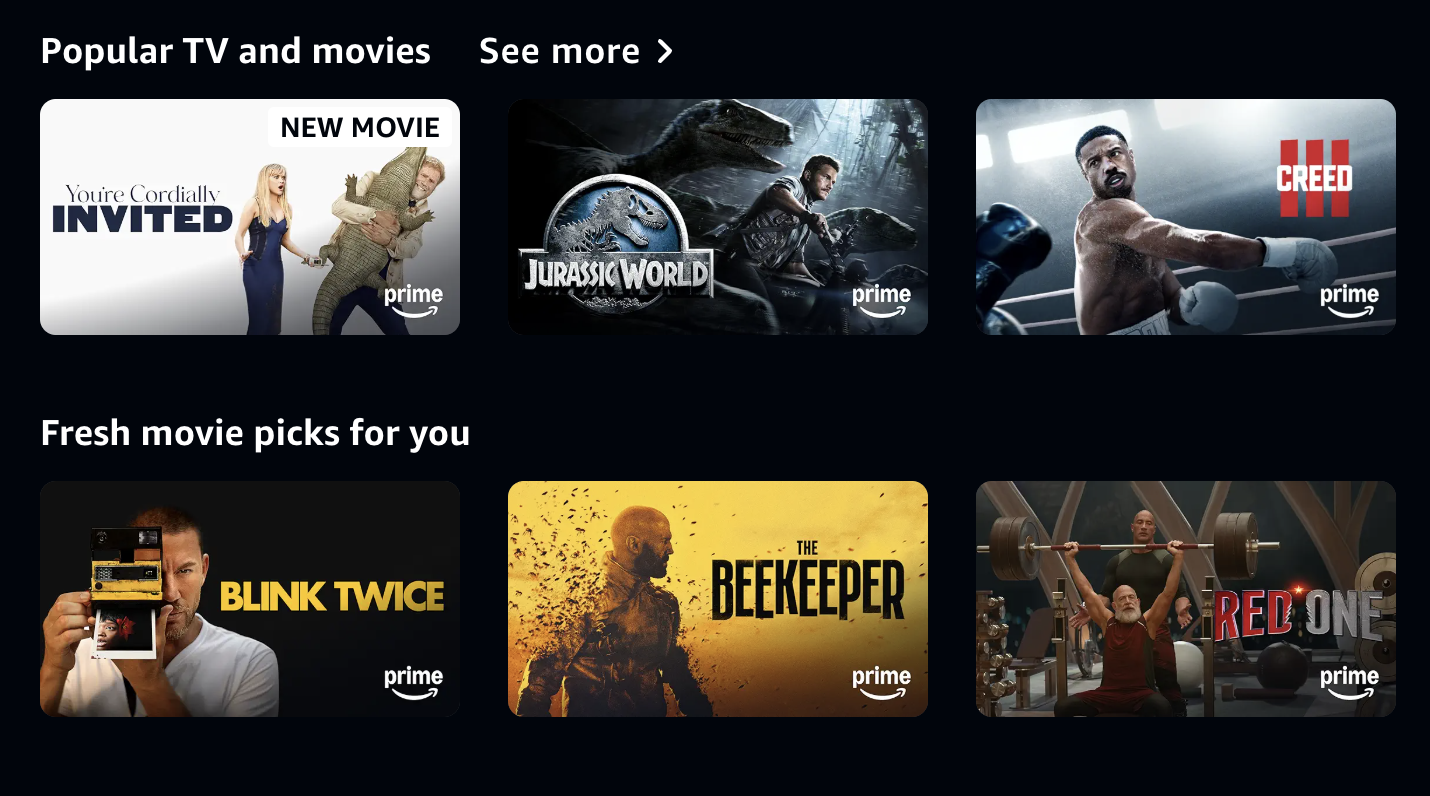 Popular TV and movies See more
NEW MOVIE
You're Cordially
INVITED
prime
JURASSIC WORLD
prime
CREED
III
prime
Fresh movie picks for you
BLINK TWICE
prime
THE
BEEKEEPER
prime
RED ONE
prime